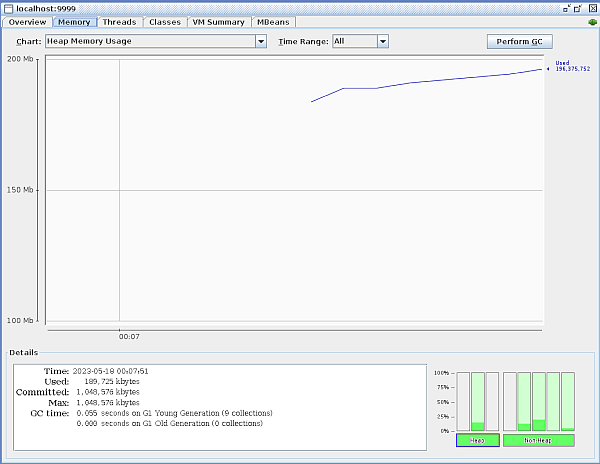 localhost:9999
Overview Memory Threads Classes VM Summary MBeans
Chart: Heap Memory Usage Time Range: All Perform GC
200 Mb
Used
196,375,752
150 Mb
100 Mb
00:07
Details
Time: 2023-05-18 00:07:51
Used: 189,725 kbytes
Committed: 1,048,576 kbytes
Max: 1,048,576 kbytes
GC time: 0.055 seconds on G1 Young Generation (9 collections)
0.000 seconds on G1 Old Generation (0 collections)
100%
75%
50%
25%
0%
Heap Non-Heap